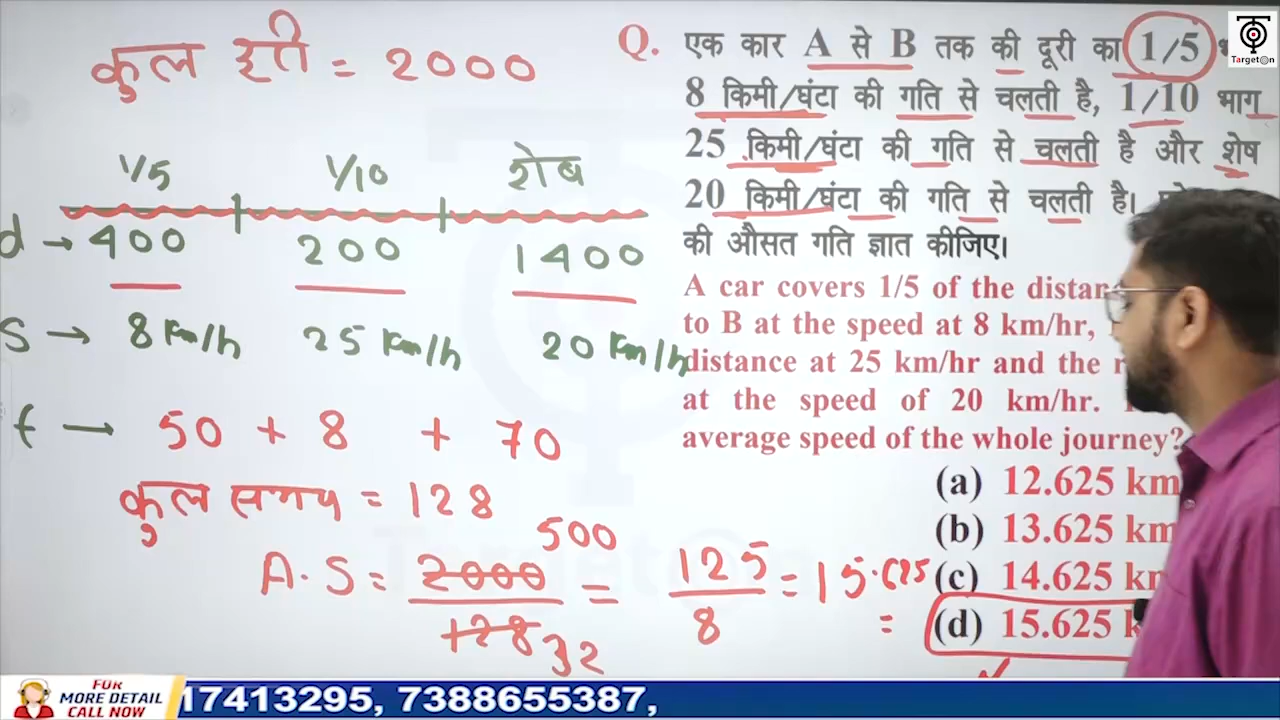 कुल दूरी = 2000
1/5 1/10 शेष
d → 400 200 1400
S → 8 km/h 25 km/h 20 km/h
t → 50 + 8 + 70
कुल समय = 128
500
A.S = 2000 = 125 = 15.625
128 32 8
=
Q. एक कार A से B तक की दूरी का 1/5
8 किमी/घंटा की गति से चलती है, 1/10 भाग
25 किमी/घंटा की गति से चलती है और शेष
20 किमी/घंटा की गति से चलती है।
की औसत गति ज्ञात कीजिए।
A car covers 1/5 of the distan
to B at the speed at 8 km/hr,
distance at 25 km/hr and the r
at the speed of 20 km/hr.
average speed of the whole journey?
(a) 12.625 km
(b) 13.625 km
(c) 14.625 km
(d) 15.625 k
TargetOn
TargetOn
FOR
MORE DETAIL
CALL NOW
17413295, 7388655387,